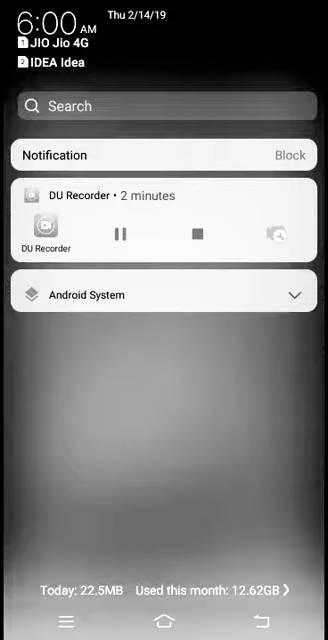 6:00 AM Thu 2/14/19
1 JIO Jio 4G
2 IDEA Idea
Search
Notification Block
DU Recorder • 2 minutes
DU Recorder
Android System
Today: 22.5MB Used this month: 12.62GB ❯